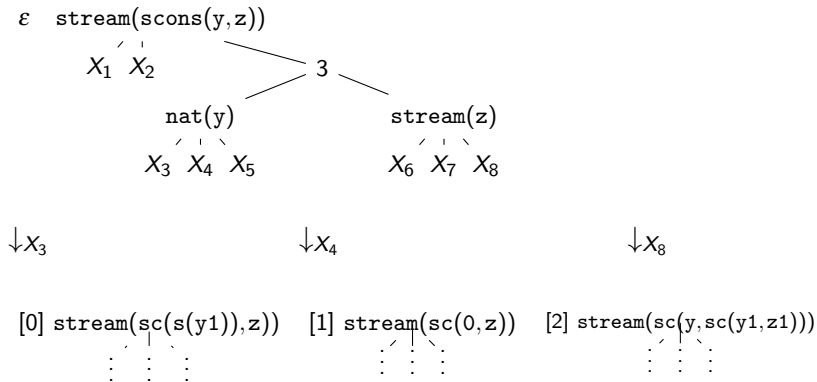 ε stream(scons(y,z))
X₁ X₂ 3
nat(y) stream(z)
X₃ X₄ X₅ X₆ X₇ X₈
↓X₃ ↓X₄ ↓X₈
[0] stream(sc(s(y1)),z)) [1] stream(sc(0,z)) [2] stream(sc(y,sc(y1,z1)))
⋮ ⋮ ⋮ ⋮ ⋮ ⋮ ⋮ ⋮ ⋮